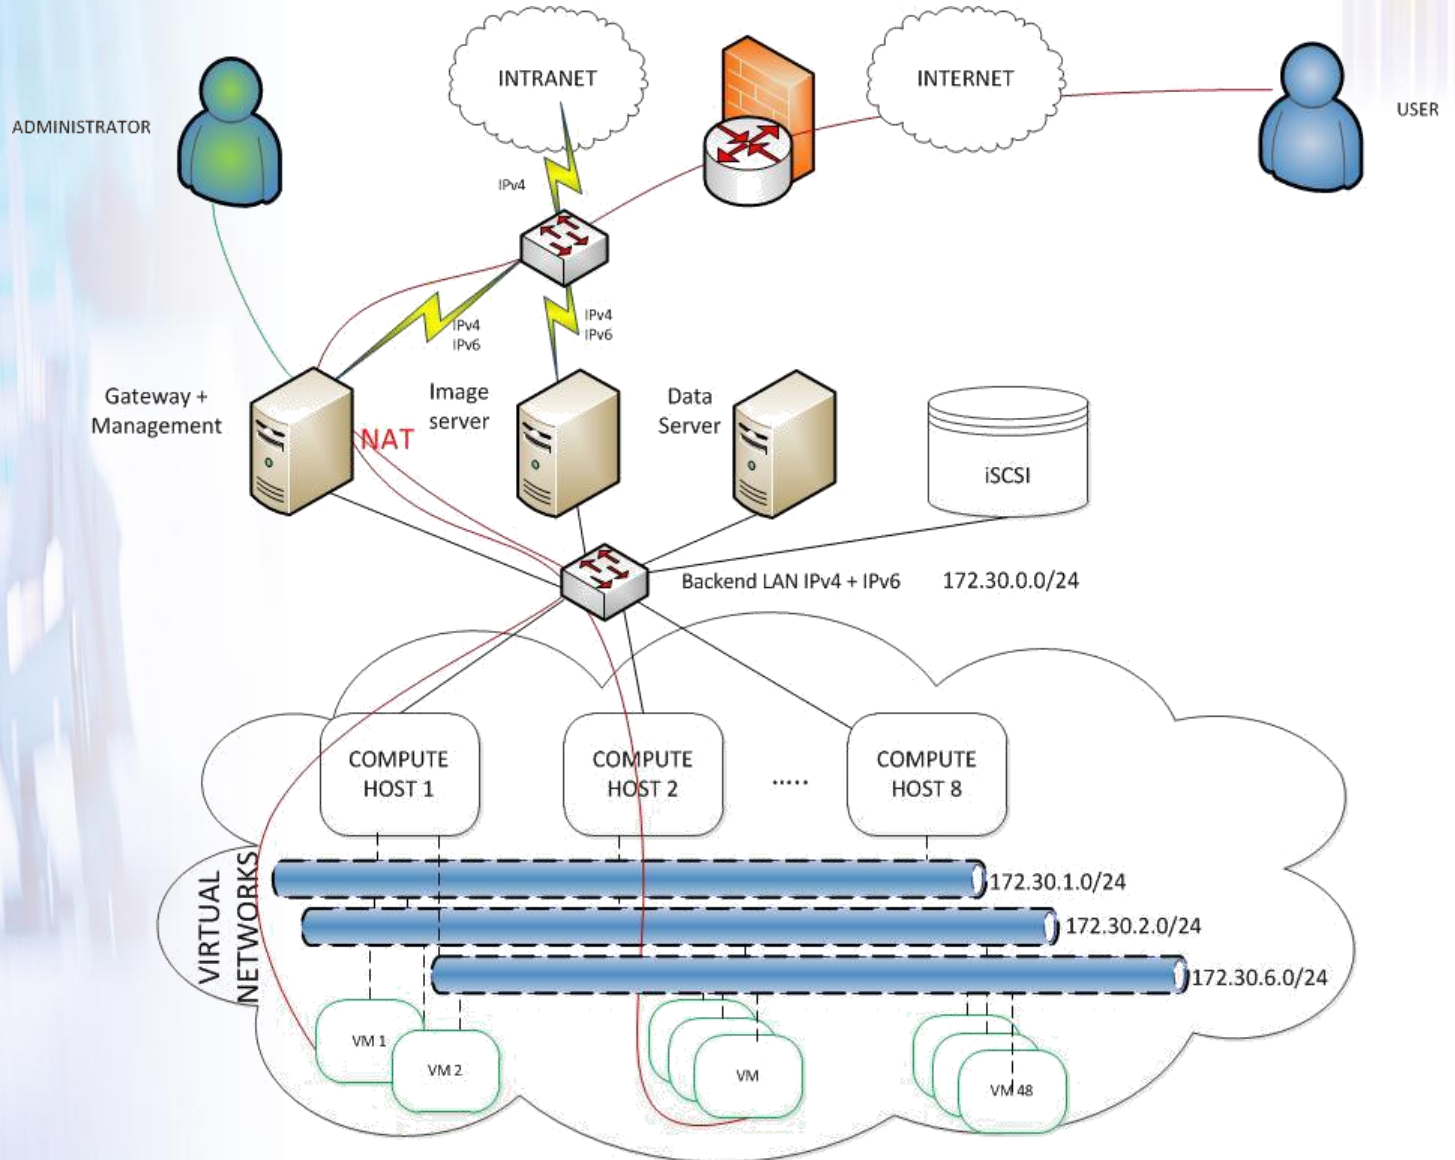 INTRANET
INTERNET
ADMINISTRATOR
USER
IPv4
IPv4
IPv6
IPv4
IPv6
Gateway +
Management
NAT
Image
server
Data
Server
iSCSI
Backend LAN IPv4 + IPv6
172.30.0.0/24
COMPUTE
HOST 1
COMPUTE
HOST 2
.....
COMPUTE
HOST 8
VIRTUAL
NETWORKS
172.30.1.0/24
172.30.2.0/24
172.30.6.0/24
VM 1
VM 2
VM
VM 48